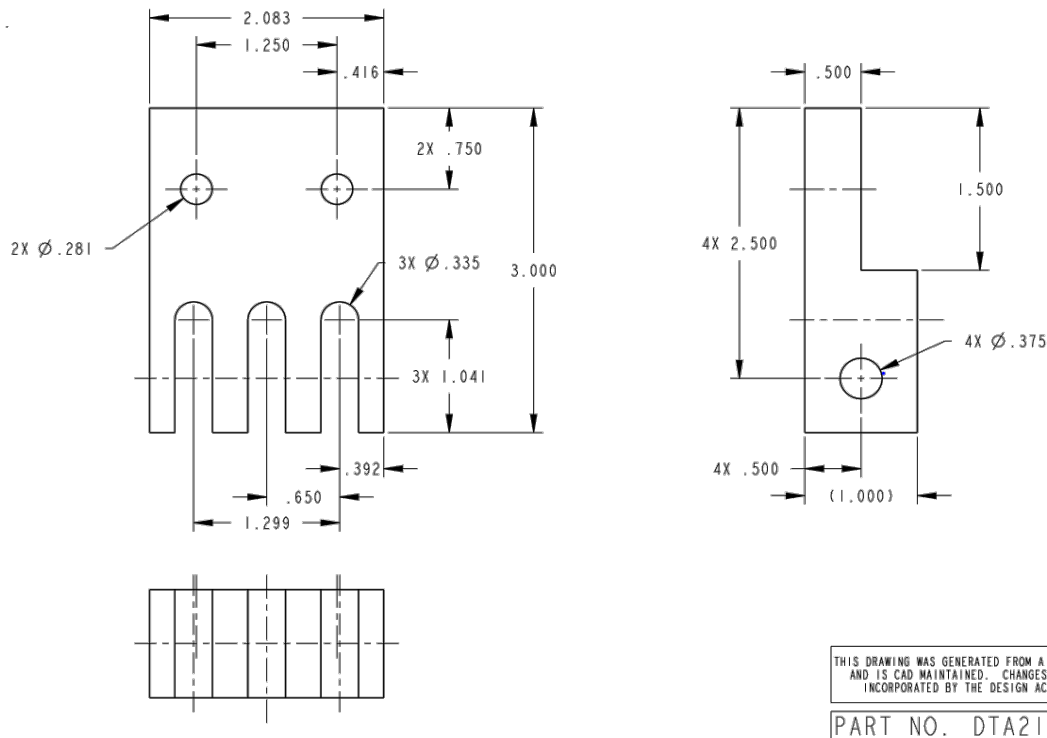 2.083
1.250
.416
.500
2X .750
1.500
2X Ø.281
3X Ø.335
3.000
4X 2.500
4X Ø.375
3X 1.041
.392
4X .500
.650
(1.000)
1.299
THIS DRAWING WAS GENERATED FROM A
AND IS CAD MAINTAINED. CHANGES
INCORPORATED BY THE DESIGN AC
PART NO. DTA21